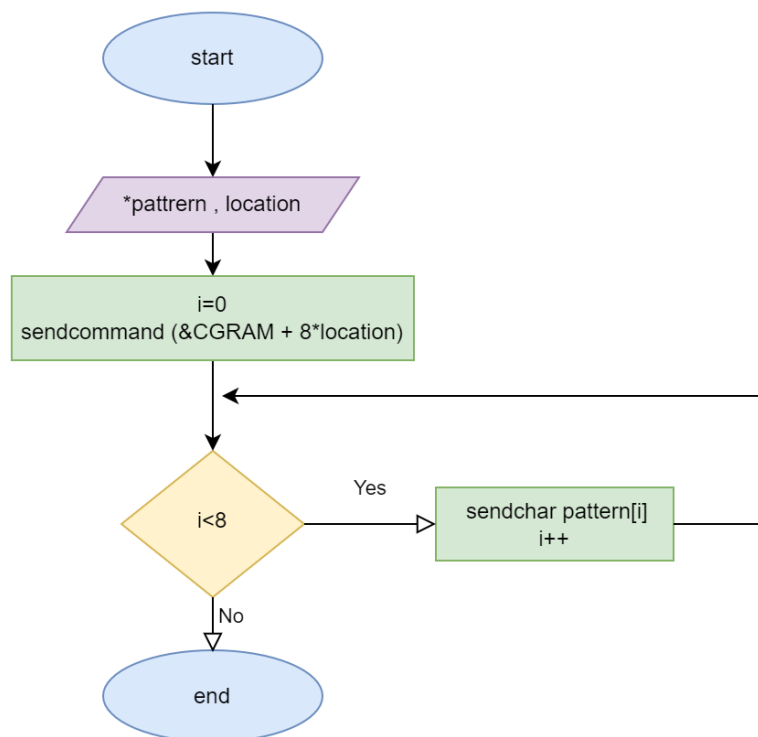 start
*pattrern , location
i=0
sendcommand (&CGRAM + 8*location)
i<8
Yes
sendchar pattern[i]
i++
No
end